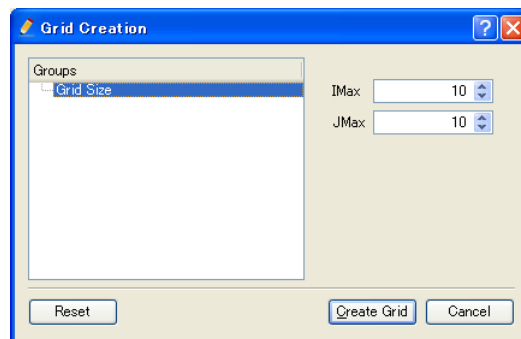 Grid Creation
Groups
Grid Size
IMax 10
JMax 10
Reset Create Grid Cancel